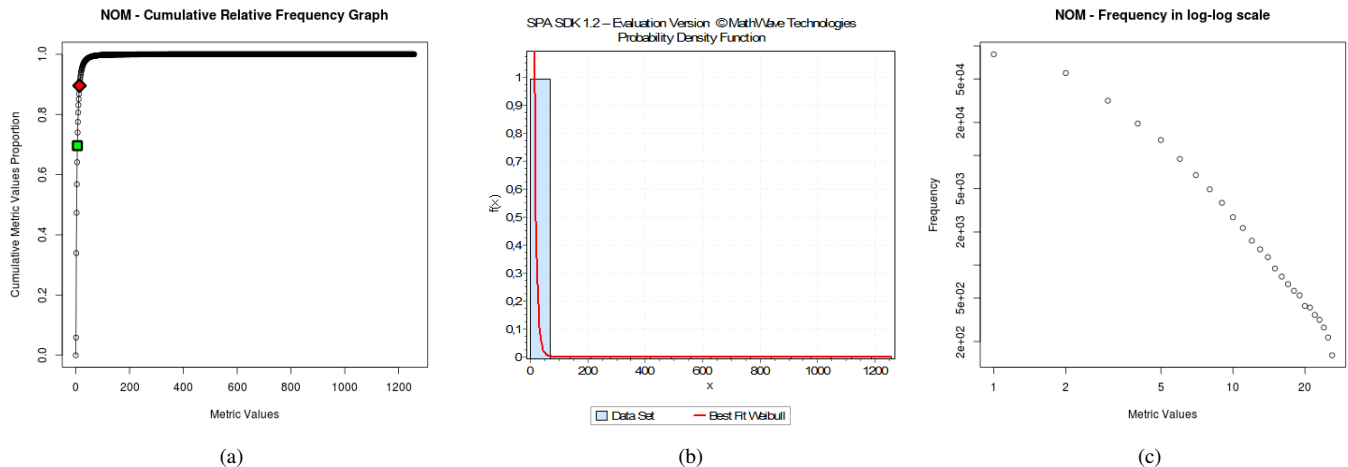 NOM - Cumulative Relative Frequency Graph
Cumulative Metric Values Proportion
1.0
0.8
0.6
0.4
0.2
0.0
0 200 400 600 800 1000 1200
Metric Values
(a)
SPA SDK 1.2 – Evaluation Version ©MathWave Technologies
Probability Density Function
f(x)
1
0,9
0,8
0,7
0,6
0,5
0,4
0,3
0,2
0,1
0
0 200 400 600 800 1000 1200
x
Data Set Best Fit Weibull
(b)
NOM - Frequency in log-log scale
Frequency
5e+04
2e+04
5e+03
2e+03
5e+02
2e+02
1 2 5 10 20
Metric Values
(c)